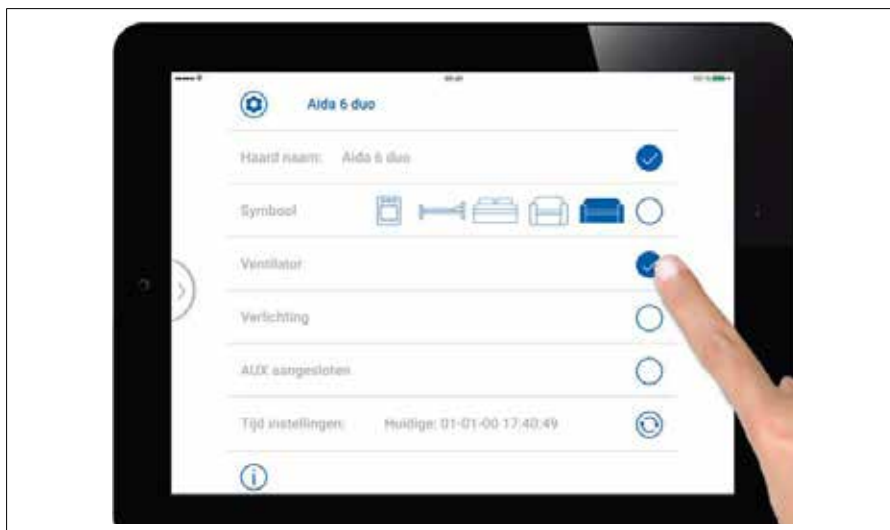 Aida 6 duo
Haard naam: Aida 6 duo
Symbool
Ventilator
Verlichting
AUX aangesloten
Tijd instellingen: Huidige: 01-01-00 17:40:49